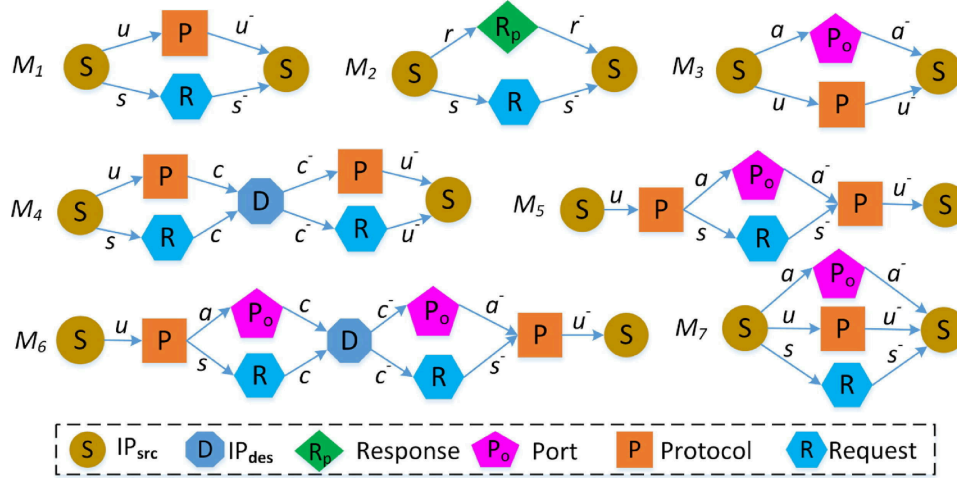 M1 S u P u- S s R s-
M2 S r Rp r- S s R s-
M3 S a Po a- S u P u-
M4 S u P c D c- P u- S s R c c- R u-
M5 S u P a Po a- P u- S s R s-
M6 S u P a Po c D c- Po a- P u- S s R c c- R s-
M7 S a Po a- u P u- S s R s-
S IPsrc D IPdes Rp Response Po Port P Protocol R Request